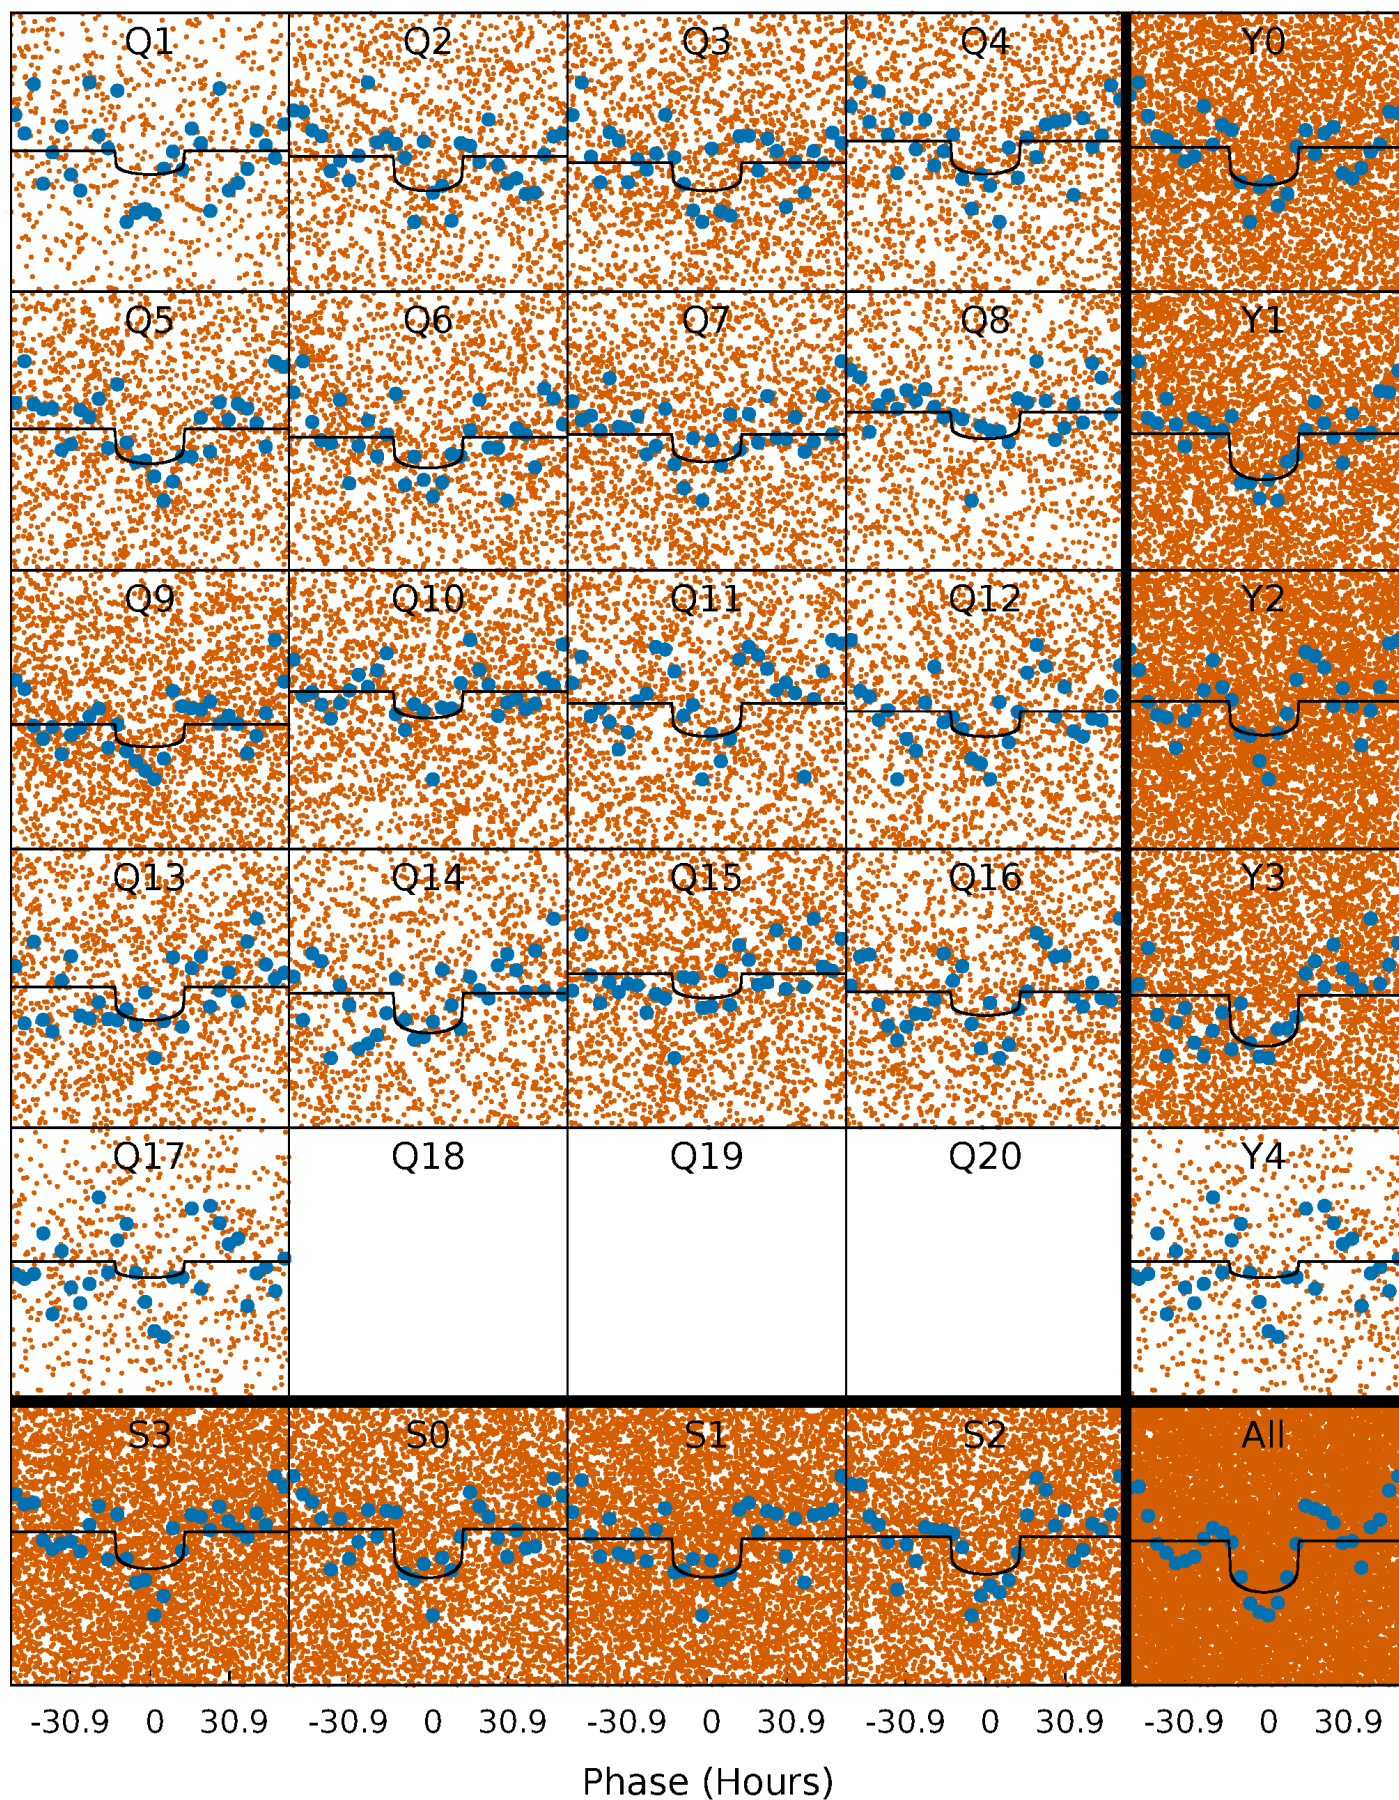 Q1 Q2 Q3 Q4 Y0
Q5 Q6 Q7 Q8 Y1
Q9 Q10 Q11 Q12 Y2
Q13 Q14 Q15 Q16 Y3
Q17 Q18 Q19 Q20 Y4
S3 S0 S1 S2 All
-30.9 0 30.9 -30.9 0 30.9 -30.9 0 30.9 -30.9 0 30.9 -30.9 0 30.9
Phase (Hours)